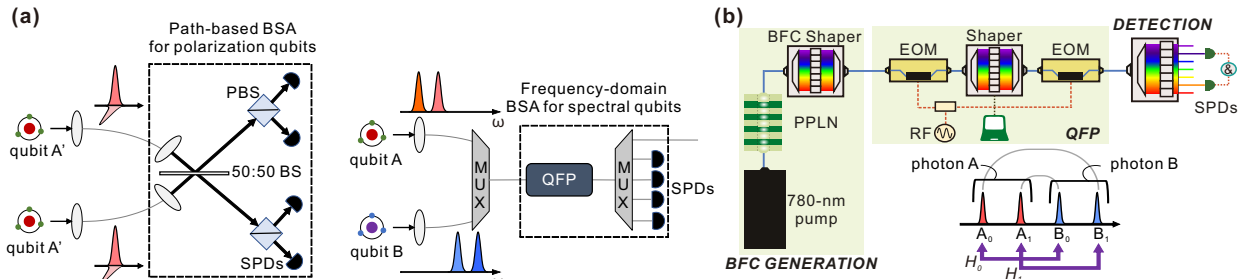 (a)
Path-based BSA
for polarization qubits
PBS
qubit A'
50:50 BS
qubit A'
SPDs
Frequency-domain
BSA for spectral qubits
ω
qubit A
MUX
QFP
MUX
SPDs
qubit B
(b)
BFC Shaper
EOM
Shaper
EOM
DETECTION
&
SPDs
PPLN
RF
QFP
780-nm
pump
BFC GENERATION
photon A
photon B
A₀ A₁ B₀ B₁
H₀
H₁